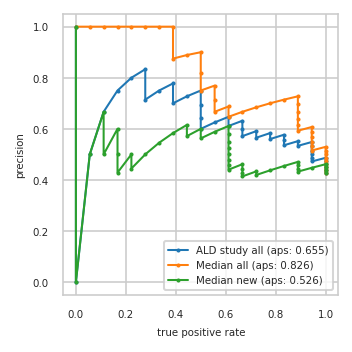 1.0
0.8
0.6
0.4
0.2
0.0
precision
ALD study all (aps: 0.655)
Median all (aps: 0.826)
Median new (aps: 0.526)
0.0 0.2 0.4 0.6 0.8 1.0
true positive rate